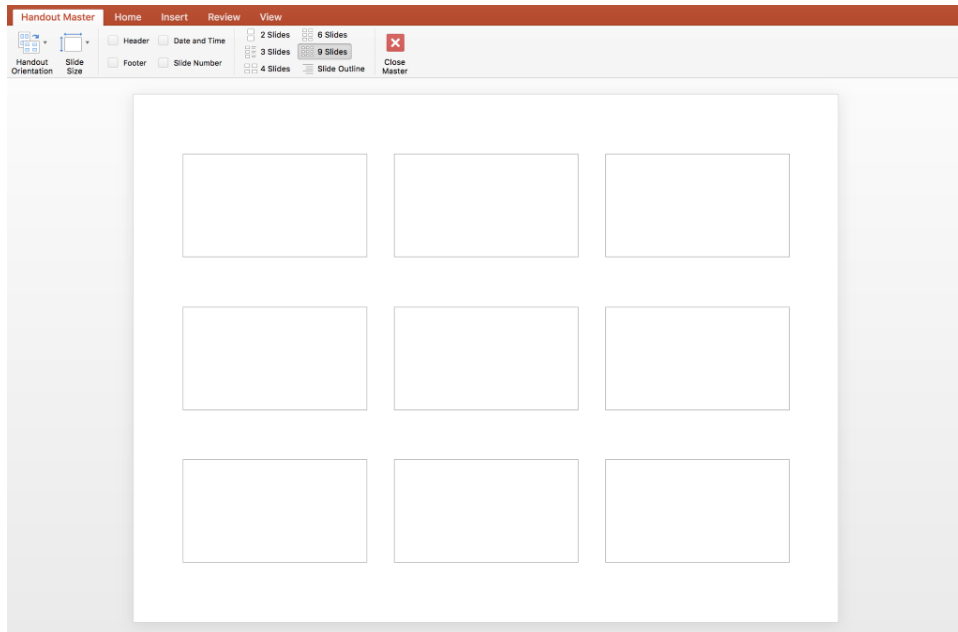 Handout Master Home Insert Review View
Handout Orientation
Slide Size
Header
Footer
Date and Time
Slide Number
2 Slides
3 Slides
4 Slides
6 Slides
9 Slides
Slide Outline
Close Master